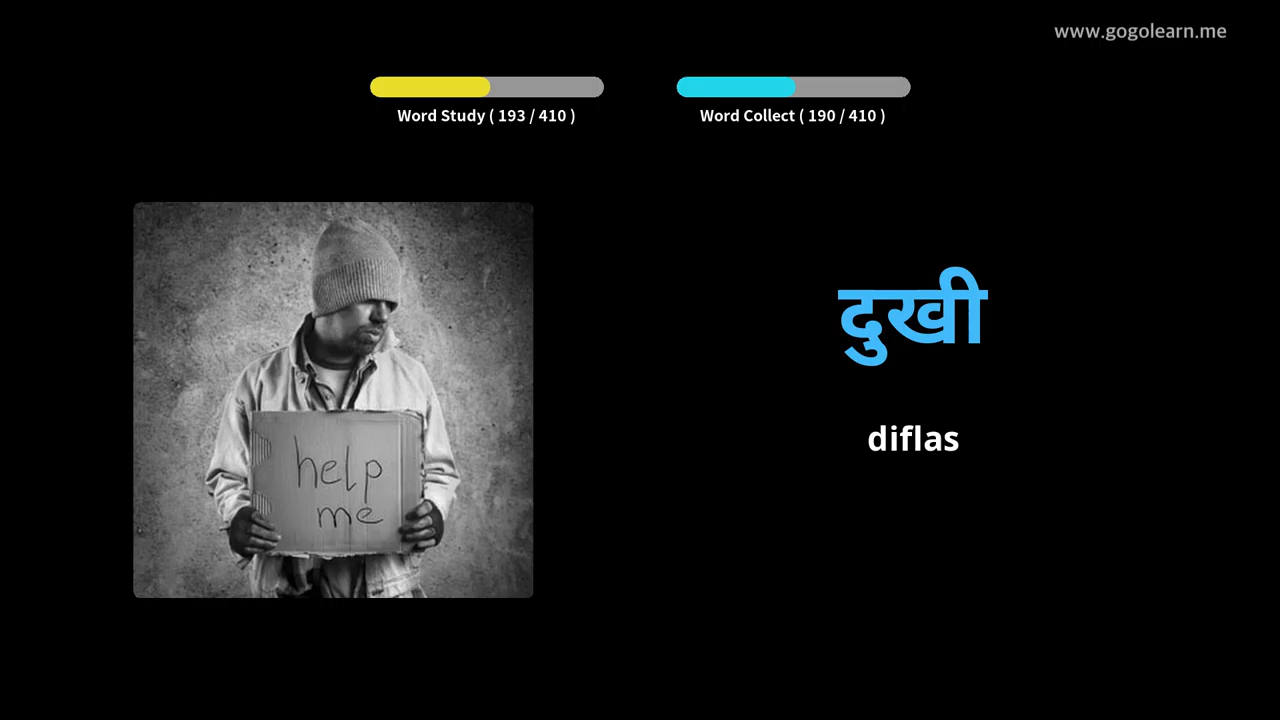 www.gogolearn.me
Word Study ( 193 / 410 )
Word Collect ( 190 / 410 )
help
me
दुखी
diflas